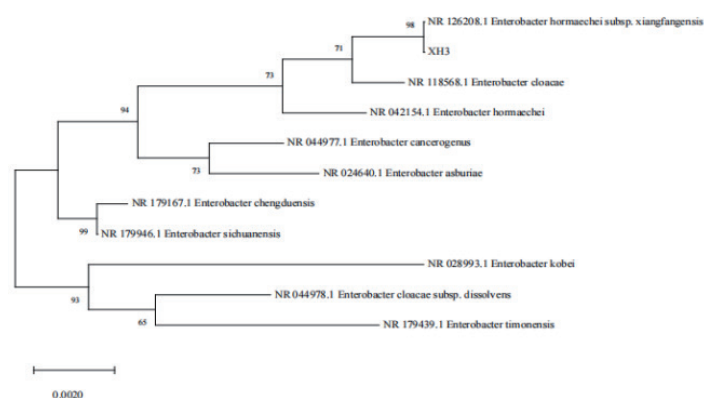 98
NR 126208.1 Enterobacter hormaechei subsp. xiangfangensis
XH3
71
NR 118568.1 Enterobacter cloacae
73
NR 042154.1 Enterobacter hormaechei
94
NR 044977.1 Enterobacter cancerogenus
73
NR 024640.1 Enterobacter asburiae
NR 179167.1 Enterobacter chengduensis
99
NR 179946.1 Enterobacter sichuanensis
NR 028993.1 Enterobacter kobei
93
NR 044978.1 Enterobacter cloacae subsp. dissolvens
65
NR 179439.1 Enterobacter timonensis
0.0020